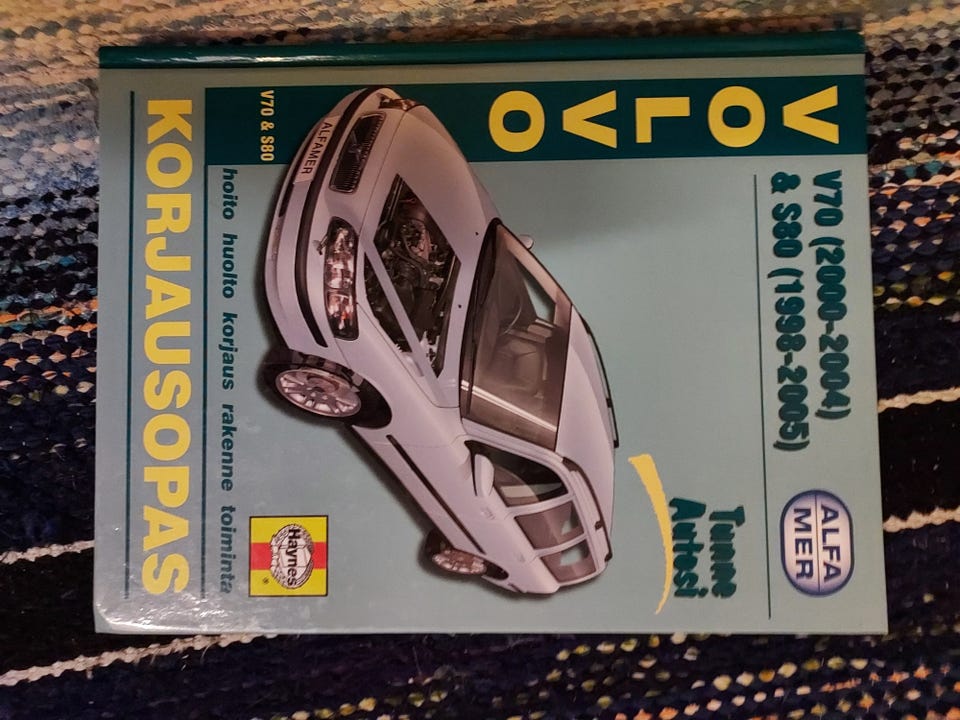 V70 (2000-2004)
& S80 (1998-2005)
ALFA
MER
VOLVO
Tunne
Autosi
ALFAMER
V70 & S80
Haynes
®
hoito huolto korjaus rakenne toiminta
KORJAUSOPAS